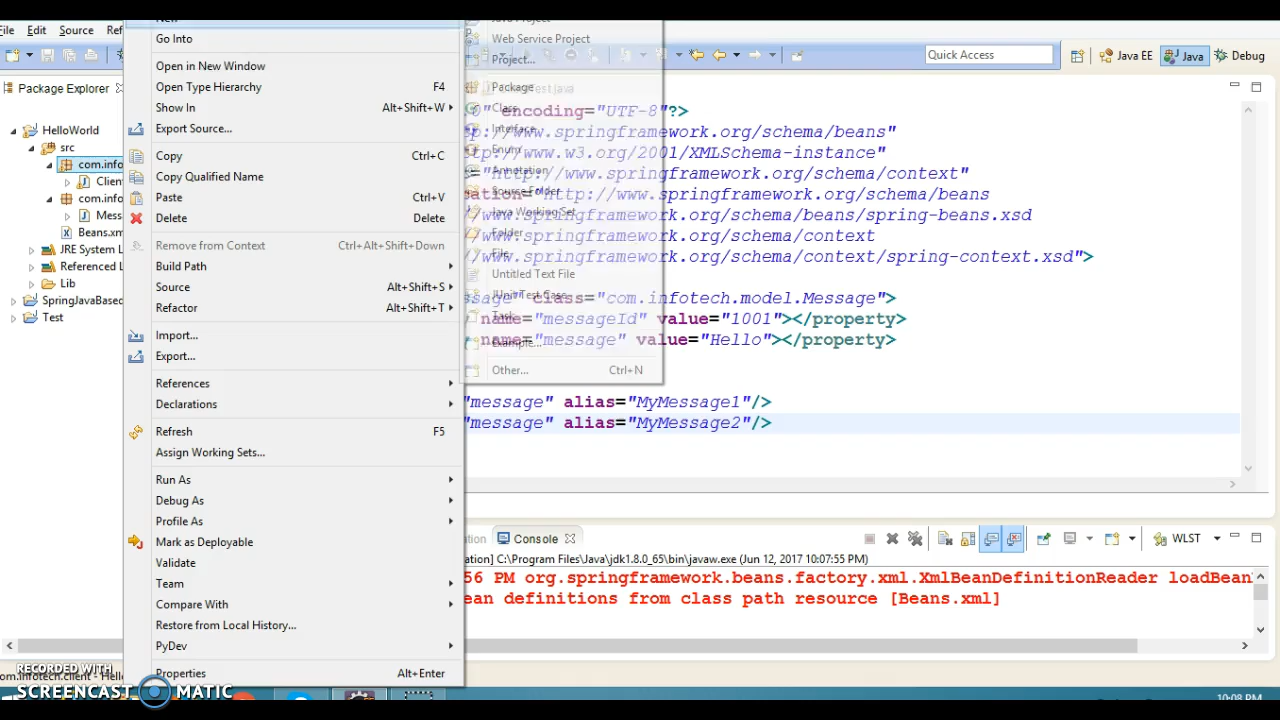 File Edit Source Ref
New
Java Project
Go Into
Web Service Project
Project...
Quick Access
Java EE
Java
Debug
Open in New Window
Package Explorer
Open Type Hierarchy F4
Package
Test.java
Show In Alt+Shift+W
Class
0" encoding="UTF-8"?>
HelloWorld
Export Source...
Interface
p://www.springframework.org/schema/beans"
src
Enum
tp://www.w3.org/2001/XMLSchema-instance"
com.info
Copy Ctrl+C
Annotation
="http://www.springframework.org/schema/context"
Client
Copy Qualified Name
Source Folder
ation="http://www.springframework.org/schema/beans
com.info
Paste Ctrl+V
Java Working Set
//www.springframework.org/schema/beans/spring-beans.xsd
Mess
Delete Delete
Folder
//www.springframework.org/schema/context
Beans.xm
Remove from Context Ctrl+Alt+Shift+Down
File
//www.springframework.org/schema/context/spring-context.xsd">
JRE System L
Build Path
Untitled Text File
Referenced L
Source Alt+Shift+S
JUnit Test Case
ssage" class="com.infotech.model.Message">
Lib
Refactor Alt+Shift+T
Task
name="messageId" value="1001"></property>
SpringJavaBased
Import...
Example...
name="message" value="Hello"></property>
Test
Export...
Other... Ctrl+N
References
Declarations
"message" alias="MyMessage1"/>
"message" alias="MyMessage2"/>
Refresh F5
Assign Working Sets...
Run As
Debug As
Profile As
Mark as Deployable
Validate
Team
Compare With
Restore from Local History...
PyDev
Properties Alt+Enter
ation Console
WLST
ation] C:\Program Files\Java\jdk1.8.0_65\bin\javaw.exe (Jun 12, 2017 10:07:55 PM)
56 PM org.springframework.beans.factory.xml.XmlBeanDefinitionReader loadBean
ean definitions from class path resource [Beans.xml]
RECORDED WITH
com.infotech.client - Hello
SCREENCAST MATIC
10:08 PM